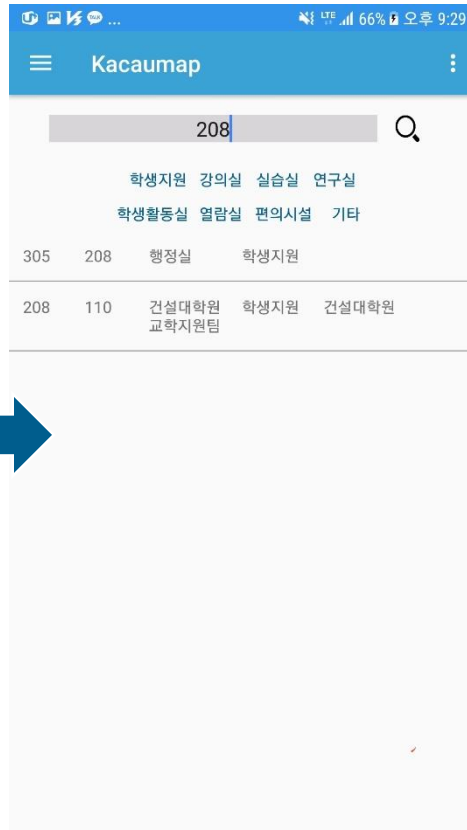 ... LTE 66% 오후 9:29
Kacaumap
208
학생지원 강의실 실습실 연구실
학생활동실 열람실 편의시설 기타
305 208 행정실 학생지원
208 110 건설대학원 학생지원 건설대학원
교학지원팀